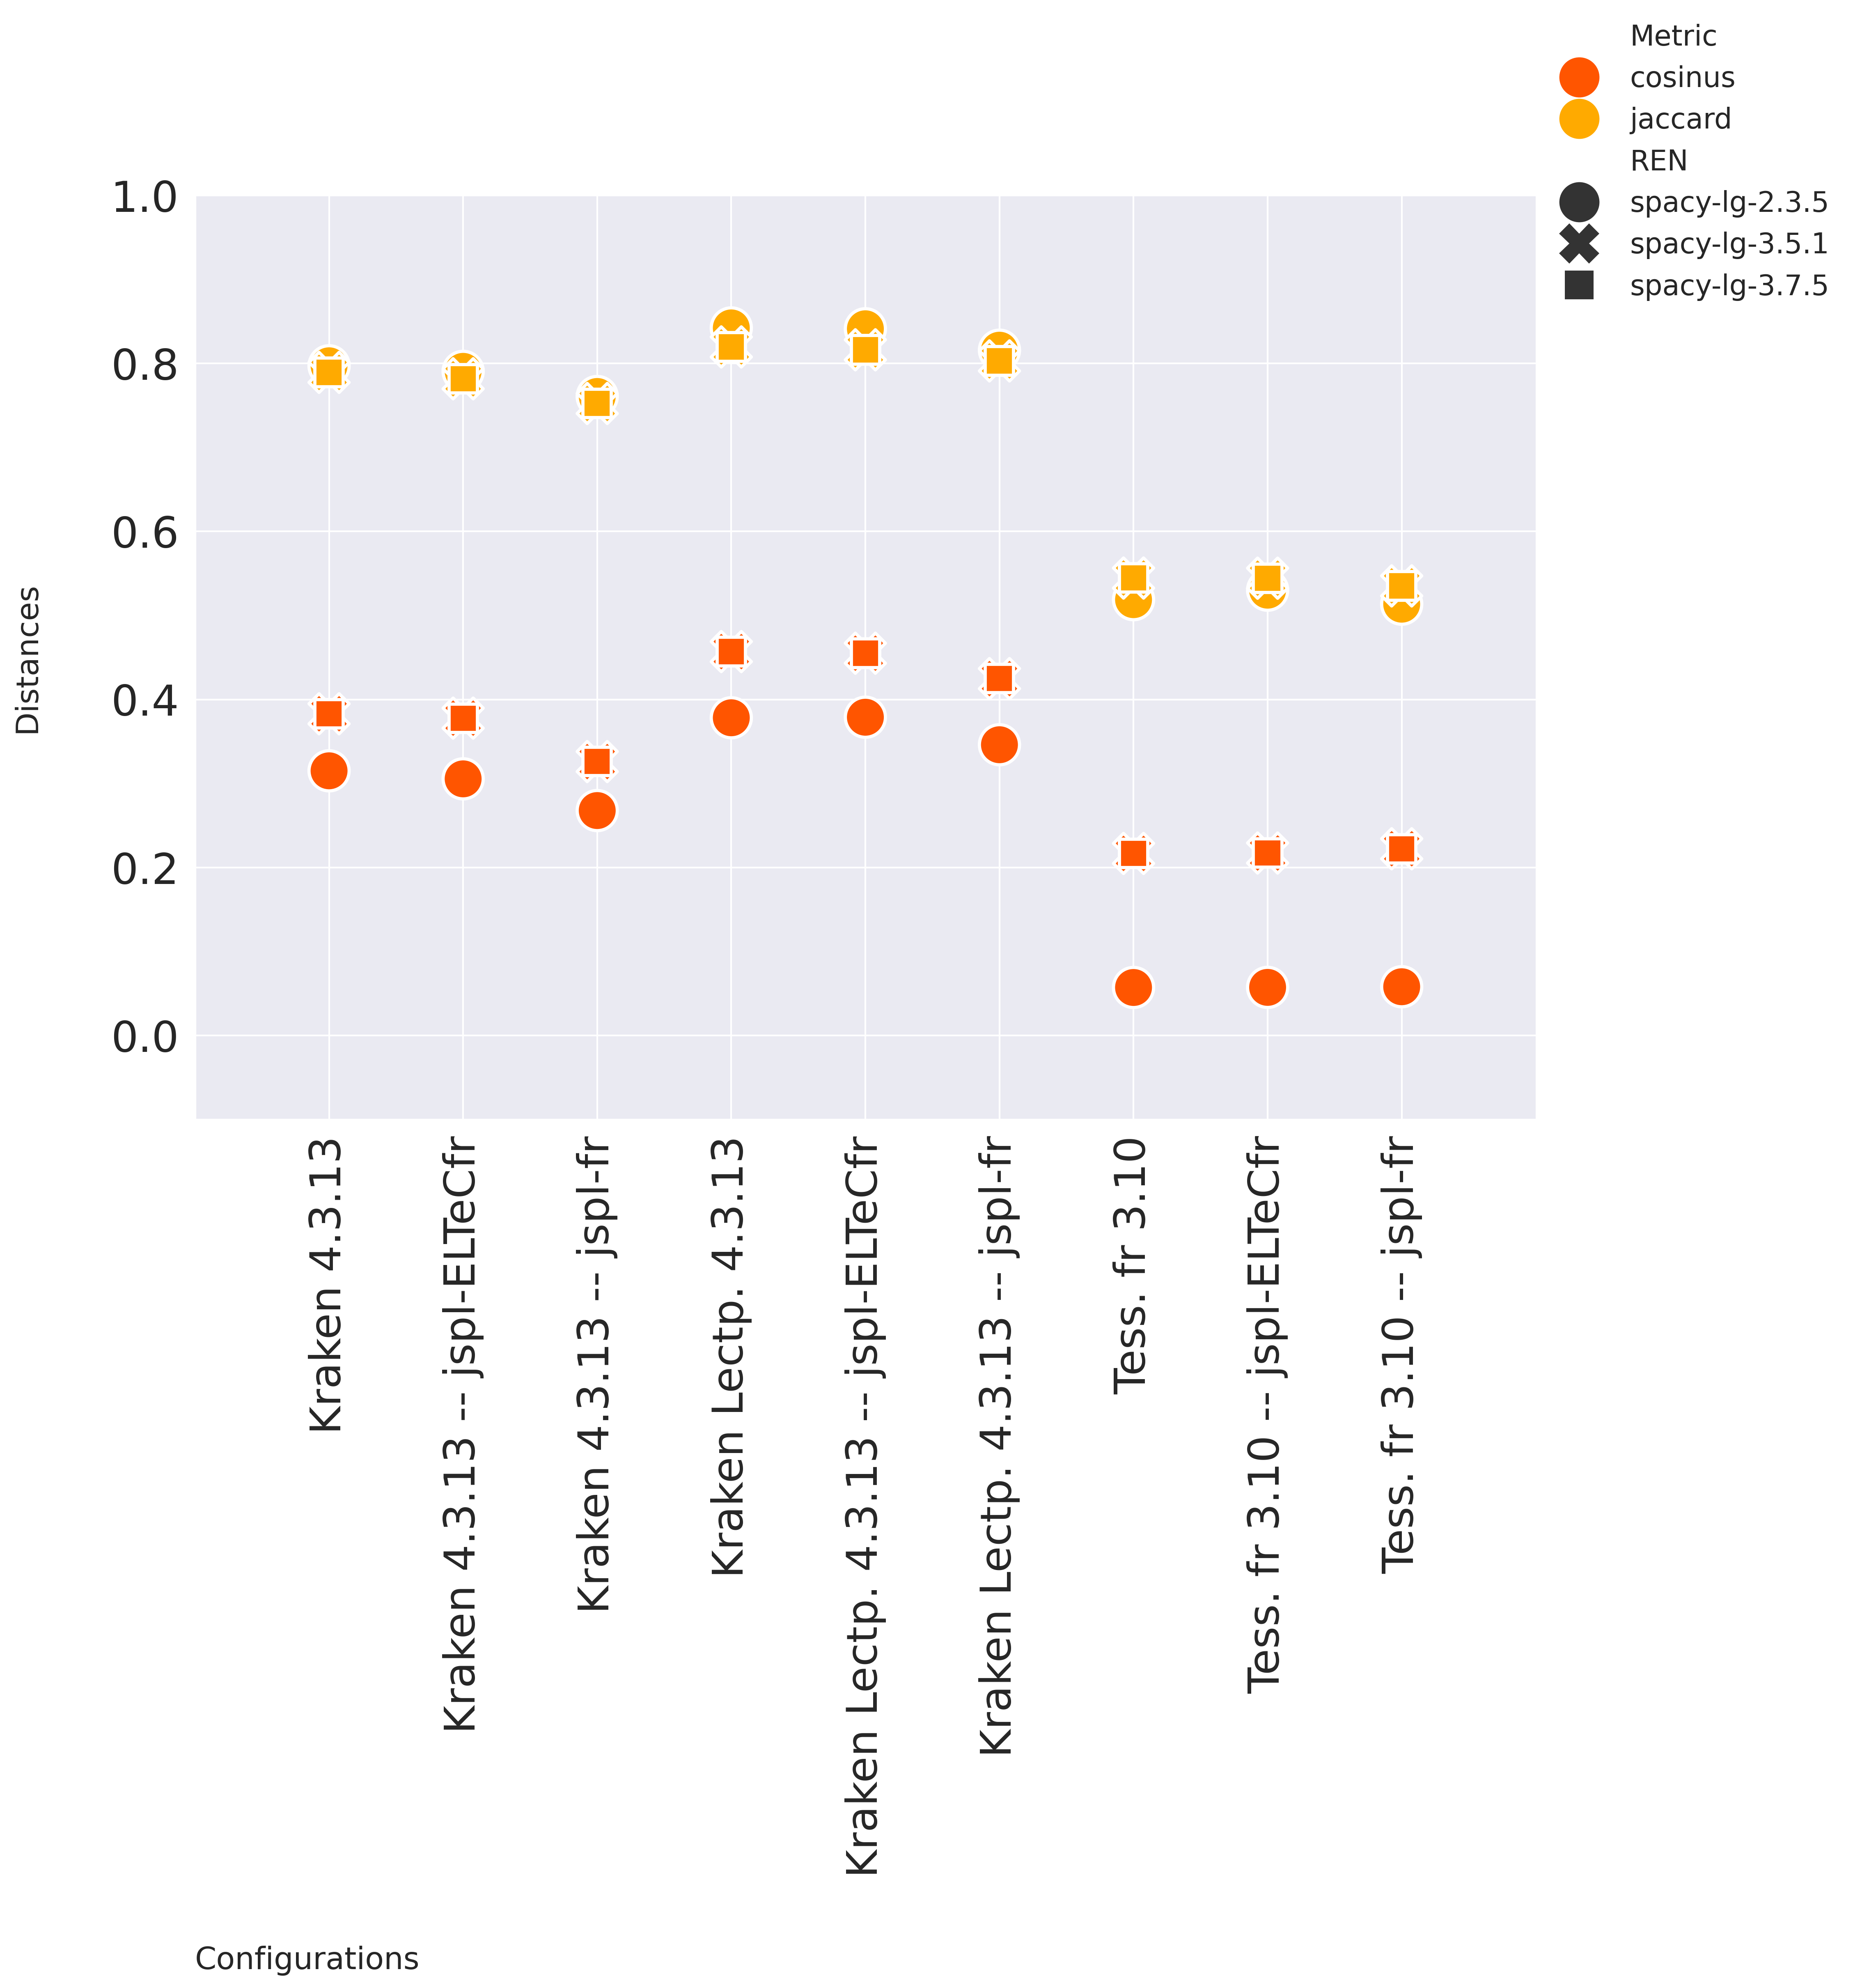 Metric
cosinus
jaccard
REN
spacy-lg-2.3.5
spacy-lg-3.5.1
spacy-lg-3.7.5
Distances
1.0
0.8
0.6
0.4
0.2
0.0
Kraken 4.3.13
Kraken 4.3.13 -- jspl-ELTeCfr
Kraken 4.3.13 -- jspl-fr
Kraken Lectp. 4.3.13
Kraken Lectp. 4.3.13 -- jspl-ELTeCfr
Kraken Lectp. 4.3.13 -- jspl-fr
Tess. fr 3.10
Tess. fr 3.10 -- jspl-ELTeCfr
Tess. fr 3.10 -- jspl-fr
Configurations